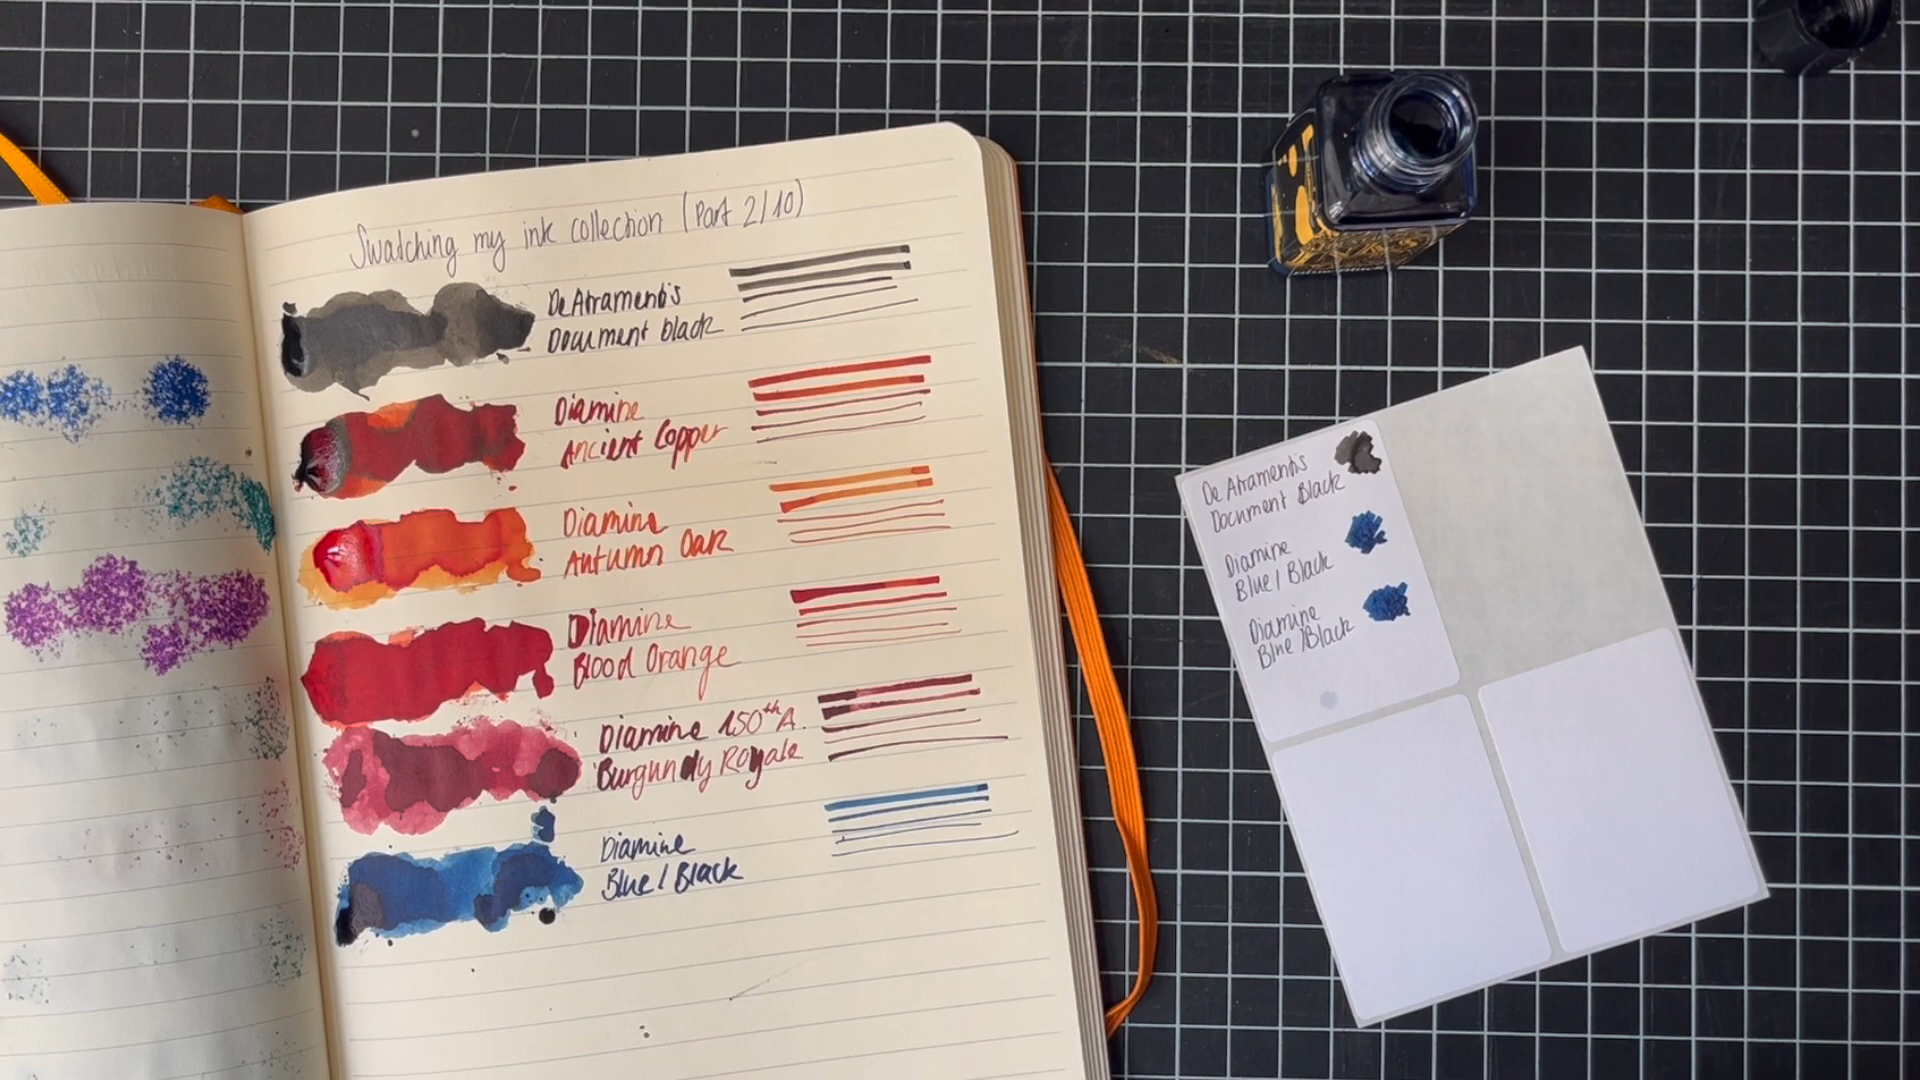 Swatching my ink collection (Part 2/10)
De Atramentis
Document black
Diamine
Ancient Copper
Diamine
Autumn Oak
Diamine
Blood Orange
Diamine 150th A.
Burgundy Royale
Diamine
Blue / Black
De Atramentis
Document Black
Diamine
Blue / Black
Diamine
Blue / Black